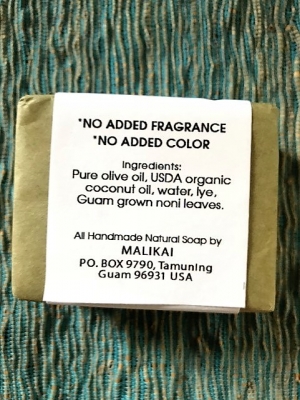 *NO ADDED FRAGRANCE
*NO ADDED COLOR
Ingredients:
Pure olive oil, USDA organic
coconut oil, water, lye,
Guam grown noni leaves.
All Handmade Natural Soap by
MALIKAI
P.O. BOX 9790, Tamuning
Guam 96931 USA